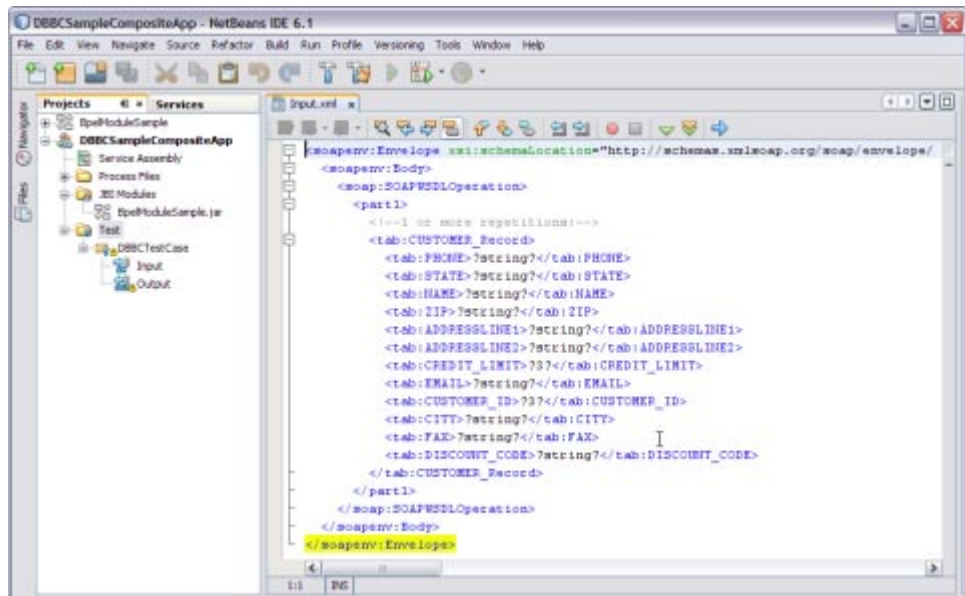 DBBCSampleCompositeApp - NetBeans IDE 6.1
File Edit View Navigate Source Refactor Build Run Profile Versioning Tools Window Help
Navigator
Files
Projects Services
BpelModuleSample
DBBCSampleCompositeApp
Service Assembly
Process Files
JBI Modules
BpelModuleSample.jar
Test
DBBCTestCase
Input
Output
Input.xml
<soapenv:Envelope xsi:schemaLocation="http://schemas.xmlsoap.org/soap/envelope/
<soapenv:Body>
<soap:SOAPWSDLOperation>
<part1>
<!--1 or more repetitions:-->
<tab:CUSTOMER_Record>
<tab:PHONE>?string?</tab:PHONE>
<tab:STATE>?string?</tab:STATE>
<tab:NAME>?string?</tab:NAME>
<tab:ZIP>?string?</tab:ZIP>
<tab:ADDRESSLINE1>?string?</tab:ADDRESSLINE1>
<tab:ADDRESSLINE2>?string?</tab:ADDRESSLINE2>
<tab:CREDIT_LIMIT>?3?</tab:CREDIT_LIMIT>
<tab:EMAIL>?string?</tab:EMAIL>
<tab:CUSTOMER_ID>?3?</tab:CUSTOMER_ID>
<tab:CITY>?string?</tab:CITY>
<tab:FAX>?string?</tab:FAX>
<tab:DISCOUNT_CODE>?string?</tab:DISCOUNT_CODE>
</tab:CUSTOMER_Record>
</part1>
</soap:SOAPWSDLOperation>
</soapenv:Body>
</soapenv:Envelope>
1:1 INS